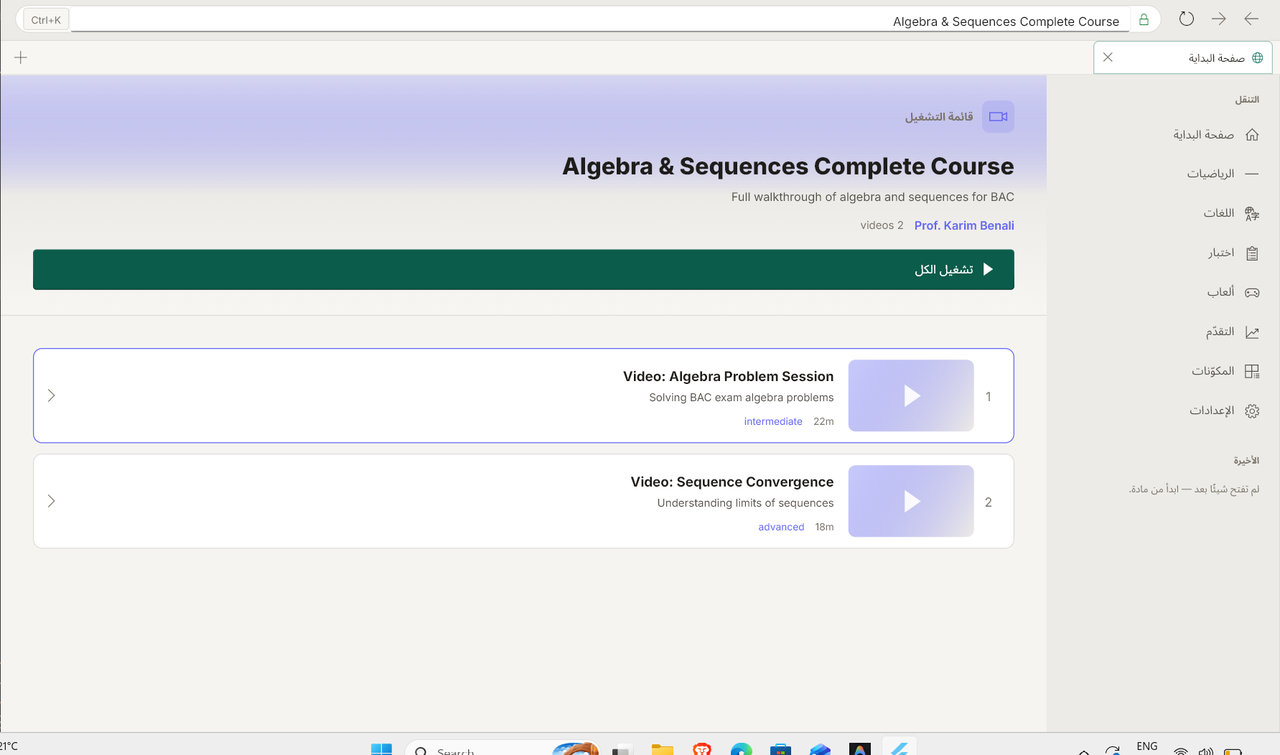 Algebra & Sequences Complete Course
Ctrl+K
صفحة البداية
التنقل
صفحة البداية
الرياضيات
اللغات
اختبار
ألعاب
التقدّم
المكوّنات
الإعدادات
الأخيرة
لم تفتح شيئًا بعد — ابدأ من مادة.
قائمة التشغيل
Algebra & Sequences Complete Course
Full walkthrough of algebra and sequences for BAC
Prof. Karim Benali videos 2
تشغيل الكل
1
Video: Algebra Problem Session
Solving BAC exam algebra problems
intermediate 22m
2
Video: Sequence Convergence
Understanding limits of sequences
advanced 18m
21°C
Search
ENG